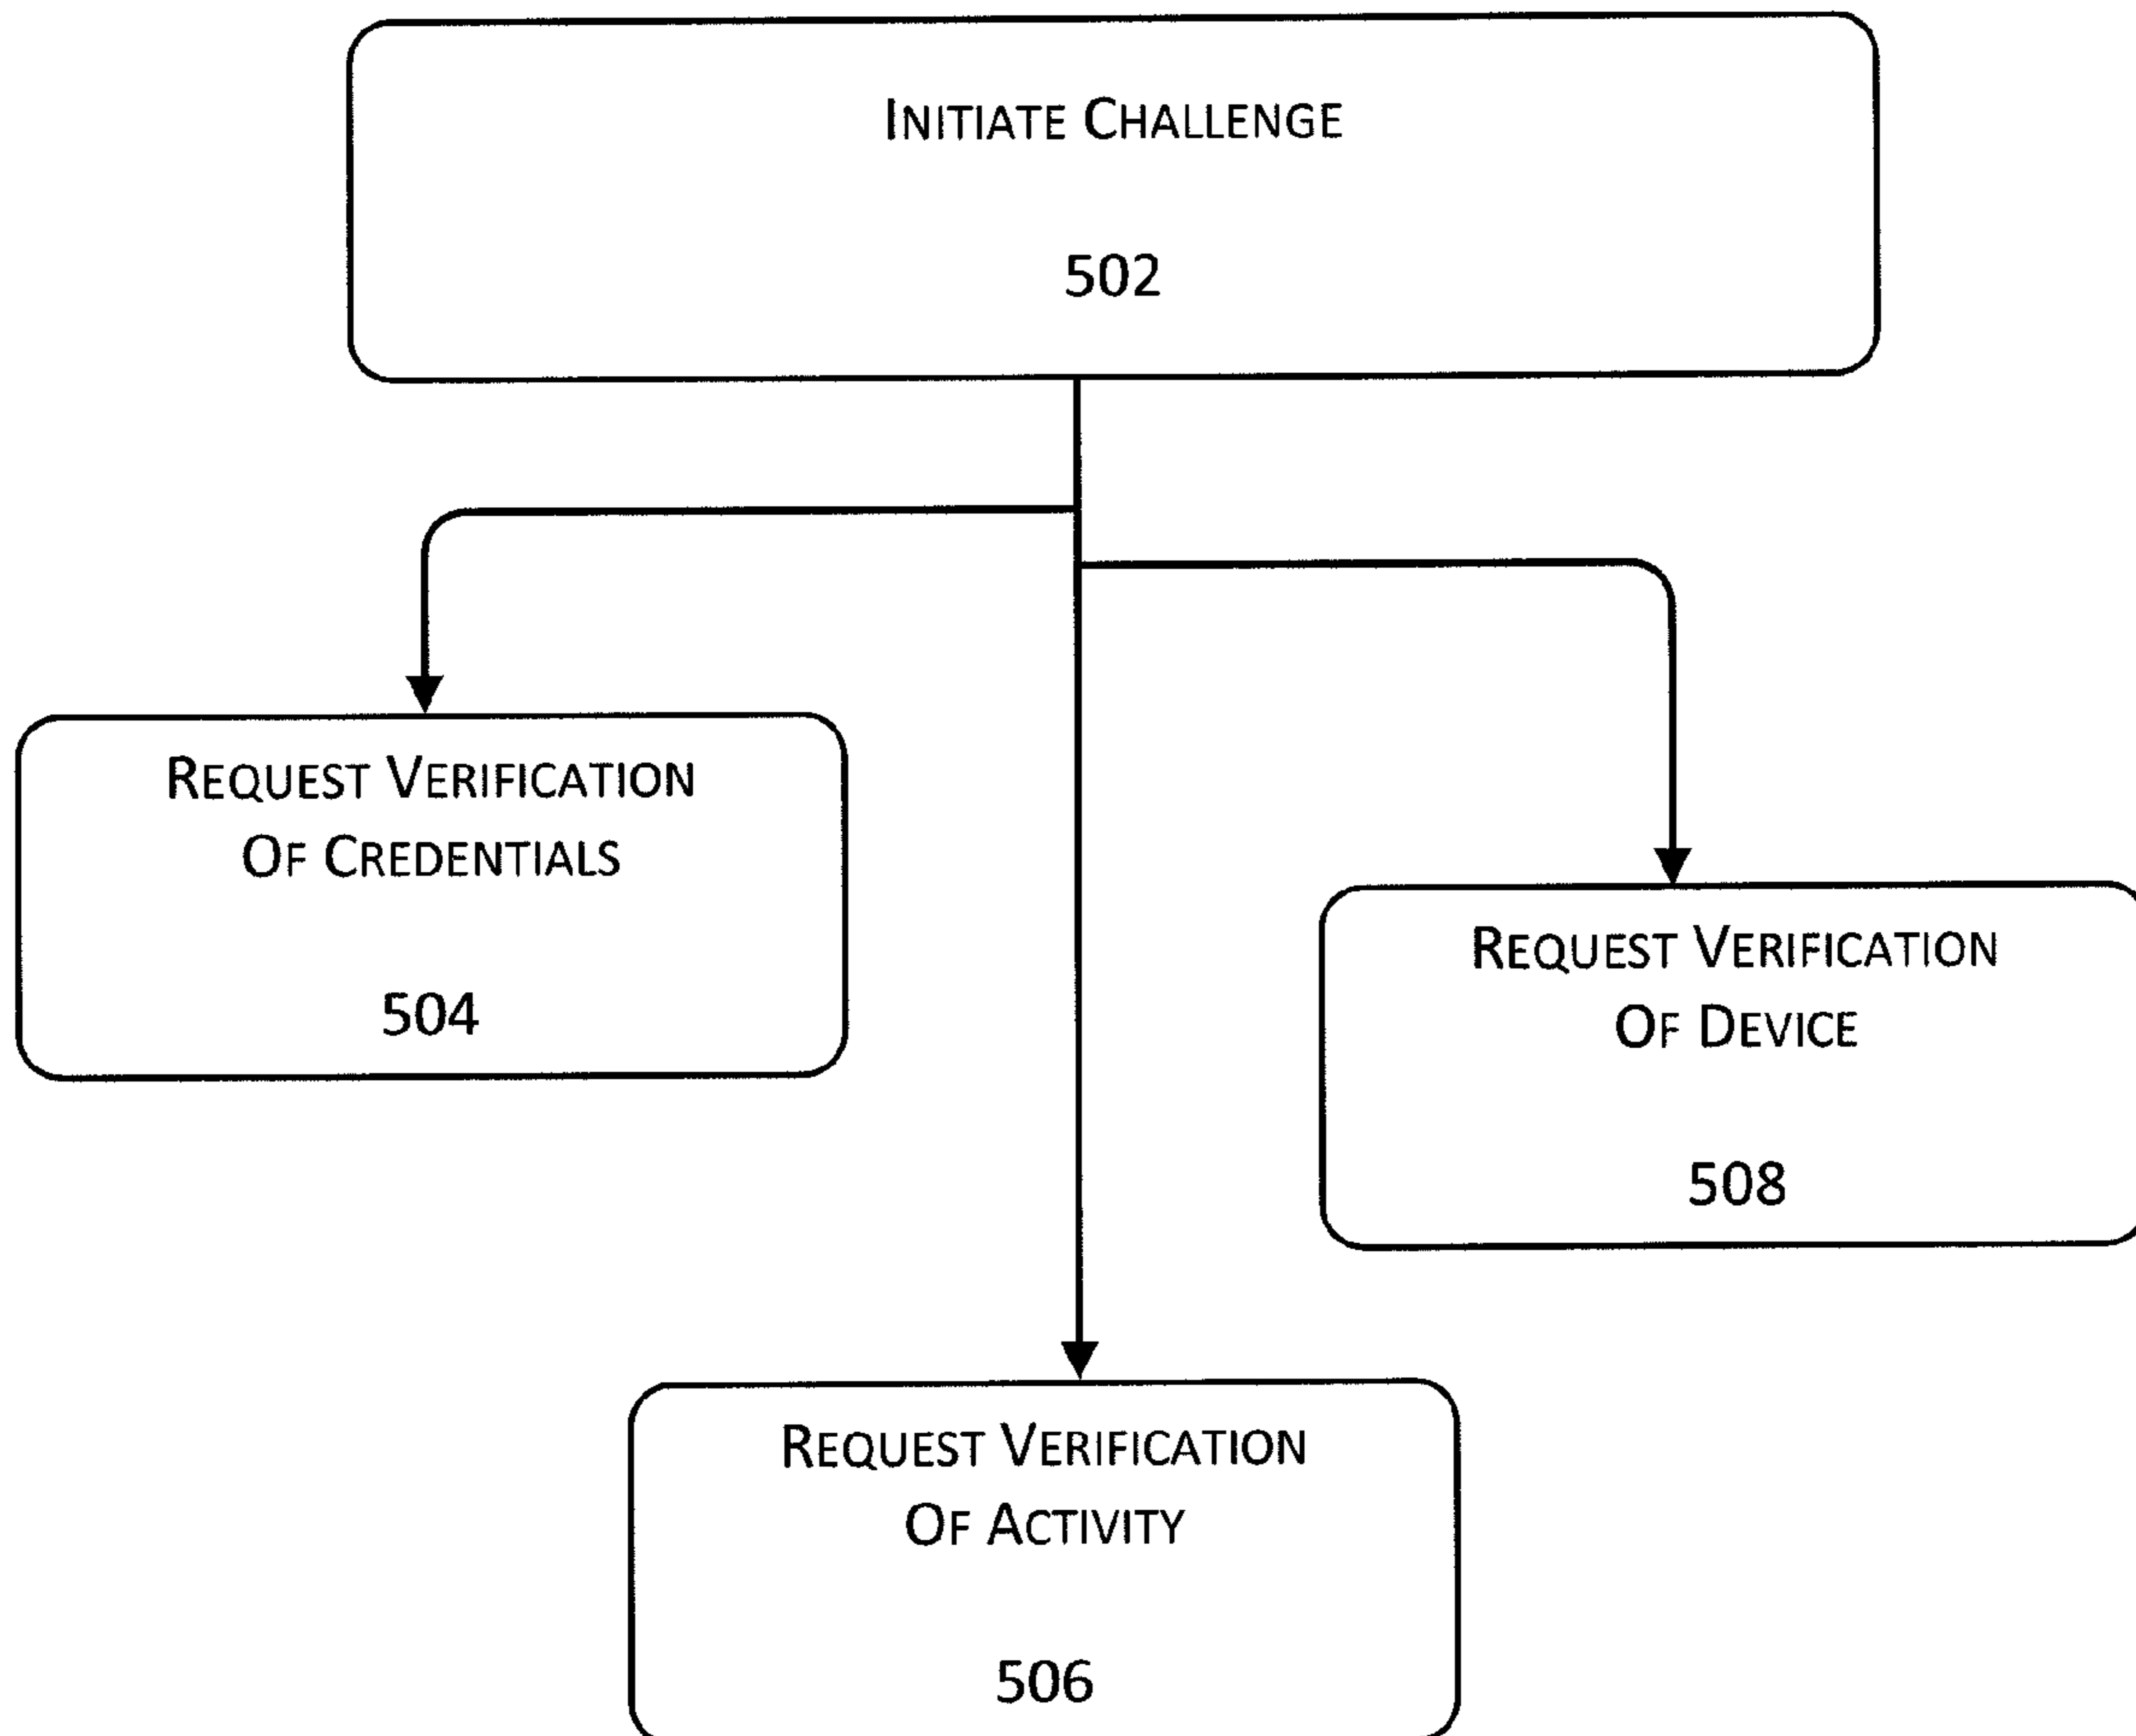 INITIATE CHALLENGE
502
REQUEST VERIFICATION
OF CREDENTIALS
504
REQUEST VERIFICATION
OF DEVICE
508
REQUEST VERIFICATION
OF ACTIVITY
506